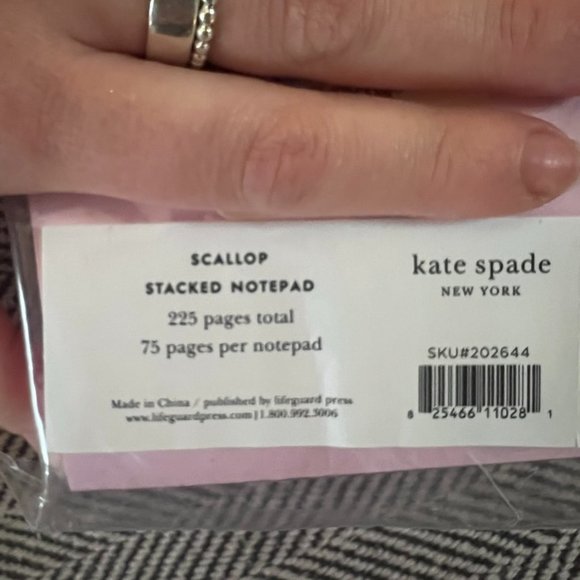 SCALLOP
STACKED NOTEPAD
225 pages total
75 pages per notepad
Made in China / published by lifeguard press
www.lifeguardpress.com | 1.800.992.3006
kate spade
NEW YORK
SKU#202644
8 25466 11028 1